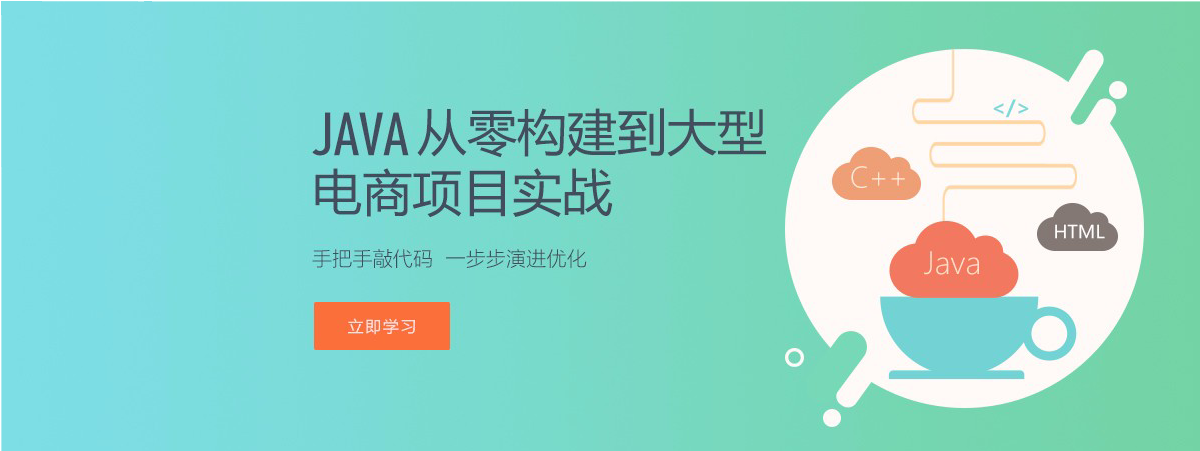 JAVA 从零构建到大型
电商项目实战
手把手敲代码 一步步演进优化
立即学习
</>
C++
HTML
Java